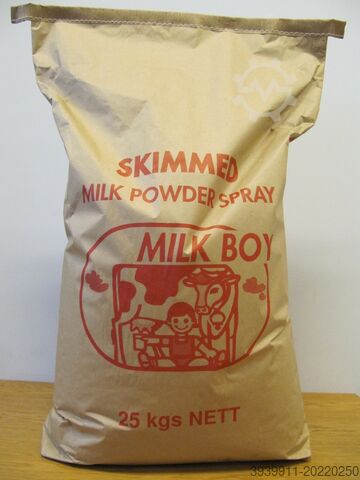 SKIMMED
MILK POWDER SPRAY
MILK BOY
25 kgs NETT
3939911-20220250